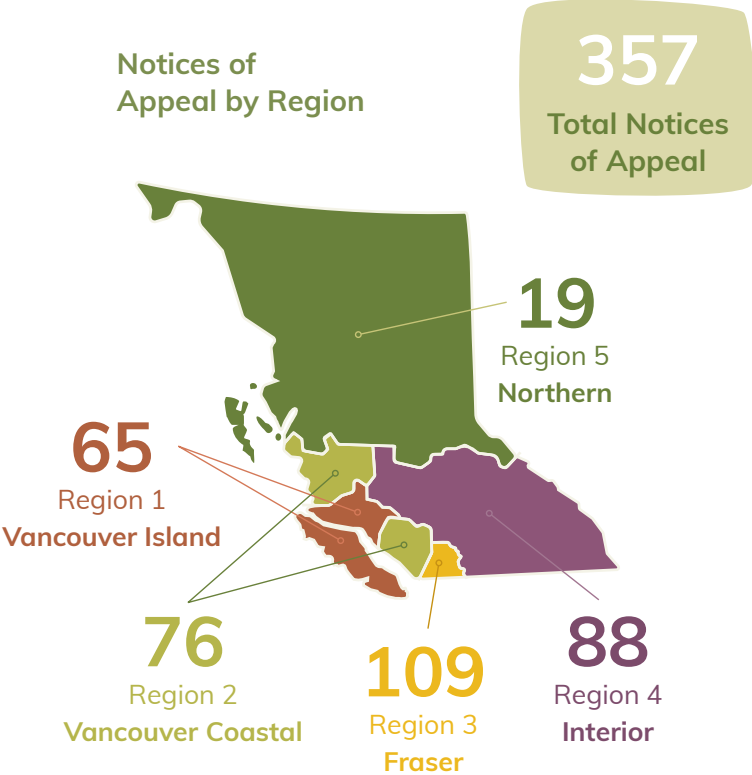 Notices of
Appeal by Region
357
Total Notices
of Appeal
19
Region 5
Northern
65
Region 1
Vancouver Island
76
Region 2
Vancouver Coastal
109
Region 3
Fraser
88
Region 4
Interior